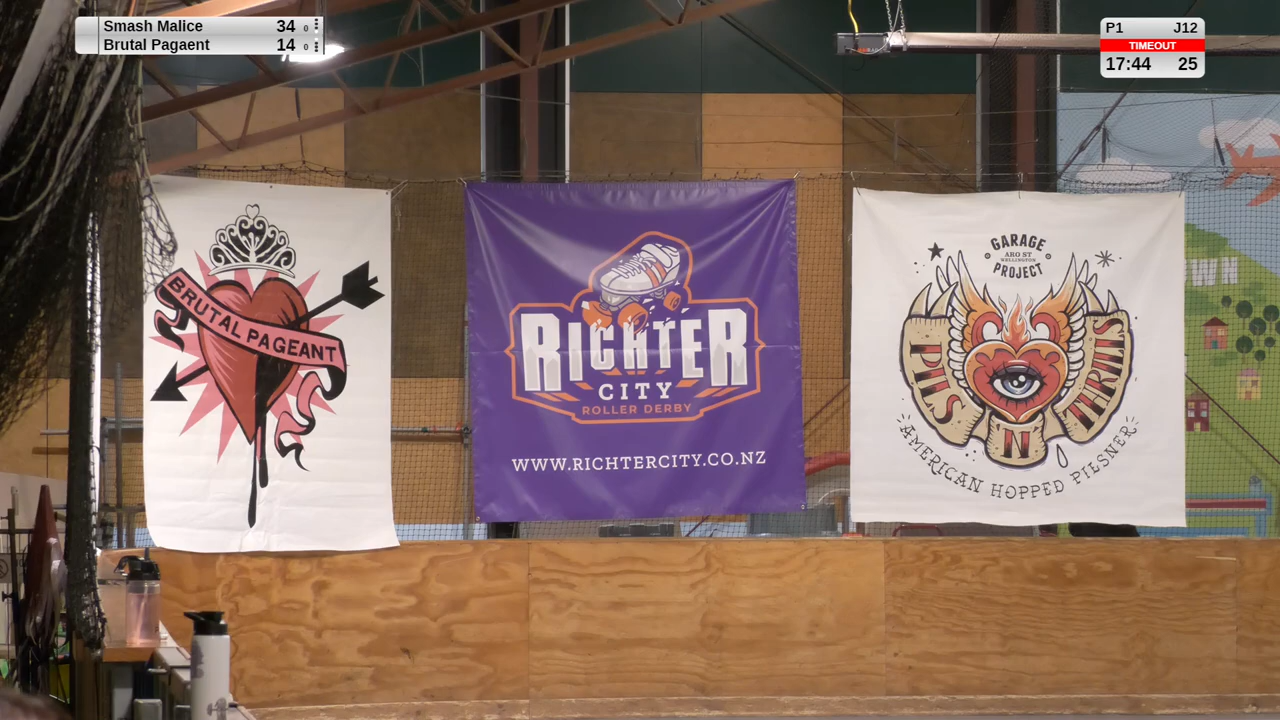 Smash Malice 34 0
Brutal Pagaent 14 0
P1 J12
TIMEOUT
17:44 25
BRUTAL PAGEANT
RICHTER
CITY
ROLLER DERBY
WWW.RICHTERCITY.CO.NZ
GARAGE
ARO ST
WELLINGTON
PROJECT
PILS
'N'
THRILLS
AMERICAN HOPPED PILSNER
WN